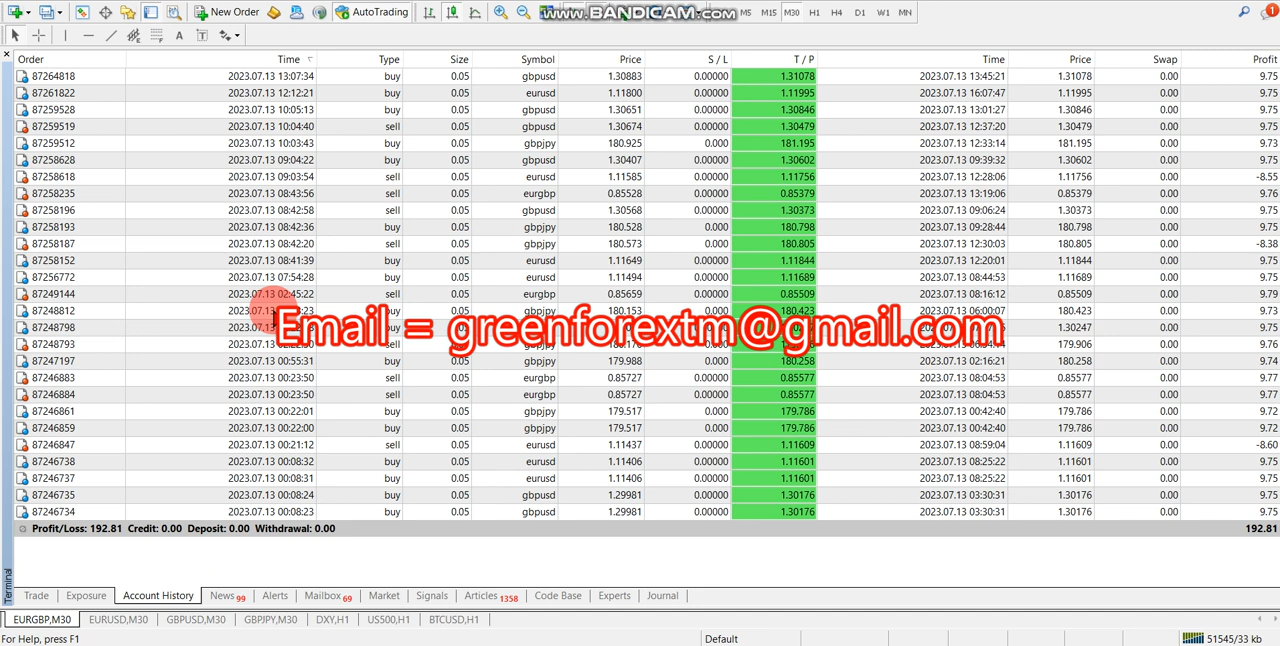 New Order AutoTrading www.BANDICAM.com M5 M15 M30 H1 H4 D1 W1 MN 1
A T
Order Time Type Size Symbol Price S / L T / P Time Price Swap Profit
87264818 2023.07.13 13:07:34 buy 0.05 gbpusd 1.30883 0.00000 1.31078 2023.07.13 13:45:21 1.31078 0.00 9.75
87261822 2023.07.13 12:12:21 buy 0.05 eurusd 1.11800 0.00000 1.11995 2023.07.13 16:07:47 1.11995 0.00 9.75
87259528 2023.07.13 10:05:13 buy 0.05 gbpusd 1.30651 0.00000 1.30846 2023.07.13 13:01:27 1.30846 0.00 9.75
87259519 2023.07.13 10:04:40 sell 0.05 gbpusd 1.30674 0.00000 1.30479 2023.07.13 12:37:20 1.30479 0.00 9.75
87259512 2023.07.13 10:03:43 buy 0.05 gbpjpy 180.925 0.000 181.195 2023.07.13 12:33:14 181.195 0.00 9.73
87258628 2023.07.13 09:04:22 buy 0.05 gbpusd 1.30407 0.00000 1.30602 2023.07.13 09:39:32 1.30602 0.00 9.75
87258618 2023.07.13 09:03:54 sell 0.05 eurusd 1.11585 0.00000 1.11756 2023.07.13 12:28:06 1.11756 0.00 -8.55
87258235 2023.07.13 08:43:56 sell 0.05 eurgbp 0.85528 0.00000 0.85379 2023.07.13 13:19:06 0.85379 0.00 9.76
87258196 2023.07.13 08:42:58 sell 0.05 gbpusd 1.30568 0.00000 1.30373 2023.07.13 09:06:24 1.30373 0.00 9.75
87258193 2023.07.13 08:42:36 buy 0.05 gbpjpy 180.528 0.000 180.798 2023.07.13 09:28:44 180.798 0.00 9.75
87258187 2023.07.13 08:42:20 sell 0.05 gbpjpy 180.573 0.000 180.805 2023.07.13 12:30:03 180.805 0.00 -8.38
87258152 2023.07.13 08:41:39 buy 0.05 eurusd 1.11649 0.00000 1.11844 2023.07.13 12:20:01 1.11844 0.00 9.75
87256772 2023.07.13 07:54:28 buy 0.05 eurusd 1.11494 0.00000 1.11689 2023.07.13 08:44:53 1.11689 0.00 9.75
87249144 2023.07.13 02:45:22 sell 0.05 eurgbp 0.85659 0.00000 0.85509 2023.07.13 08:16:12 0.85509 0.00 9.79
87248812 buy 0.05 gbpjpy 180.153 0.000 180.423 2023.07.13 06:00:07 180.423 0.00 9.73
Email = greenforextm@gmail.com
87248798 1.30247 0.00 9.75
87248793 179.906 0.00 9.76
87247197 2023.07.13 00:55:31 buy 0.05 gbpjpy 179.988 0.000 180.258 2023.07.13 02:16:21 180.258 0.00 9.74
87246883 2023.07.13 00:23:50 sell 0.05 eurgbp 0.85727 0.00000 0.85577 2023.07.13 08:04:53 0.85577 0.00 9.77
87246884 2023.07.13 00:23:50 sell 0.05 eurgbp 0.85727 0.00000 0.85577 2023.07.13 08:04:53 0.85577 0.00 9.77
87246861 2023.07.13 00:22:01 buy 0.05 gbpjpy 179.517 0.000 179.786 2023.07.13 00:42:40 179.786 0.00 9.72
87246859 2023.07.13 00:22:00 buy 0.05 gbpjpy 179.517 0.000 179.786 2023.07.13 00:42:40 179.786 0.00 9.72
87246847 2023.07.13 00:21:12 sell 0.05 eurusd 1.11437 0.00000 1.11609 2023.07.13 08:59:04 1.11609 0.00 -8.60
87246738 2023.07.13 00:08:32 buy 0.05 eurusd 1.11406 0.00000 1.11601 2023.07.13 08:25:22 1.11601 0.00 9.75
87246737 2023.07.13 00:08:31 buy 0.05 eurusd 1.11406 0.00000 1.11601 2023.07.13 08:25:22 1.11601 0.00 9.75
87246735 2023.07.13 00:08:24 buy 0.05 gbpusd 1.29981 0.00000 1.30176 2023.07.13 03:30:31 1.30176 0.00 9.75
87246734 2023.07.13 00:08:23 buy 0.05 gbpusd 1.29981 0.00000 1.30176 2023.07.13 03:30:31 1.30176 0.00 9.75
Profit/Loss: 192.81 Credit: 0.00 Deposit: 0.00 Withdrawal: 0.00 192.81
Terminal
Trade Exposure Account History News 99 Alerts Mailbox 69 Market Signals Articles 1358 Code Base Experts Journal
EURGBP,M30 EURUSD,M30 GBPUSD,M30 GBPJPY,M30 DXY,H1 US500,H1 BTCUSD,H1
For Help, press F1 Default 51545/33 kb